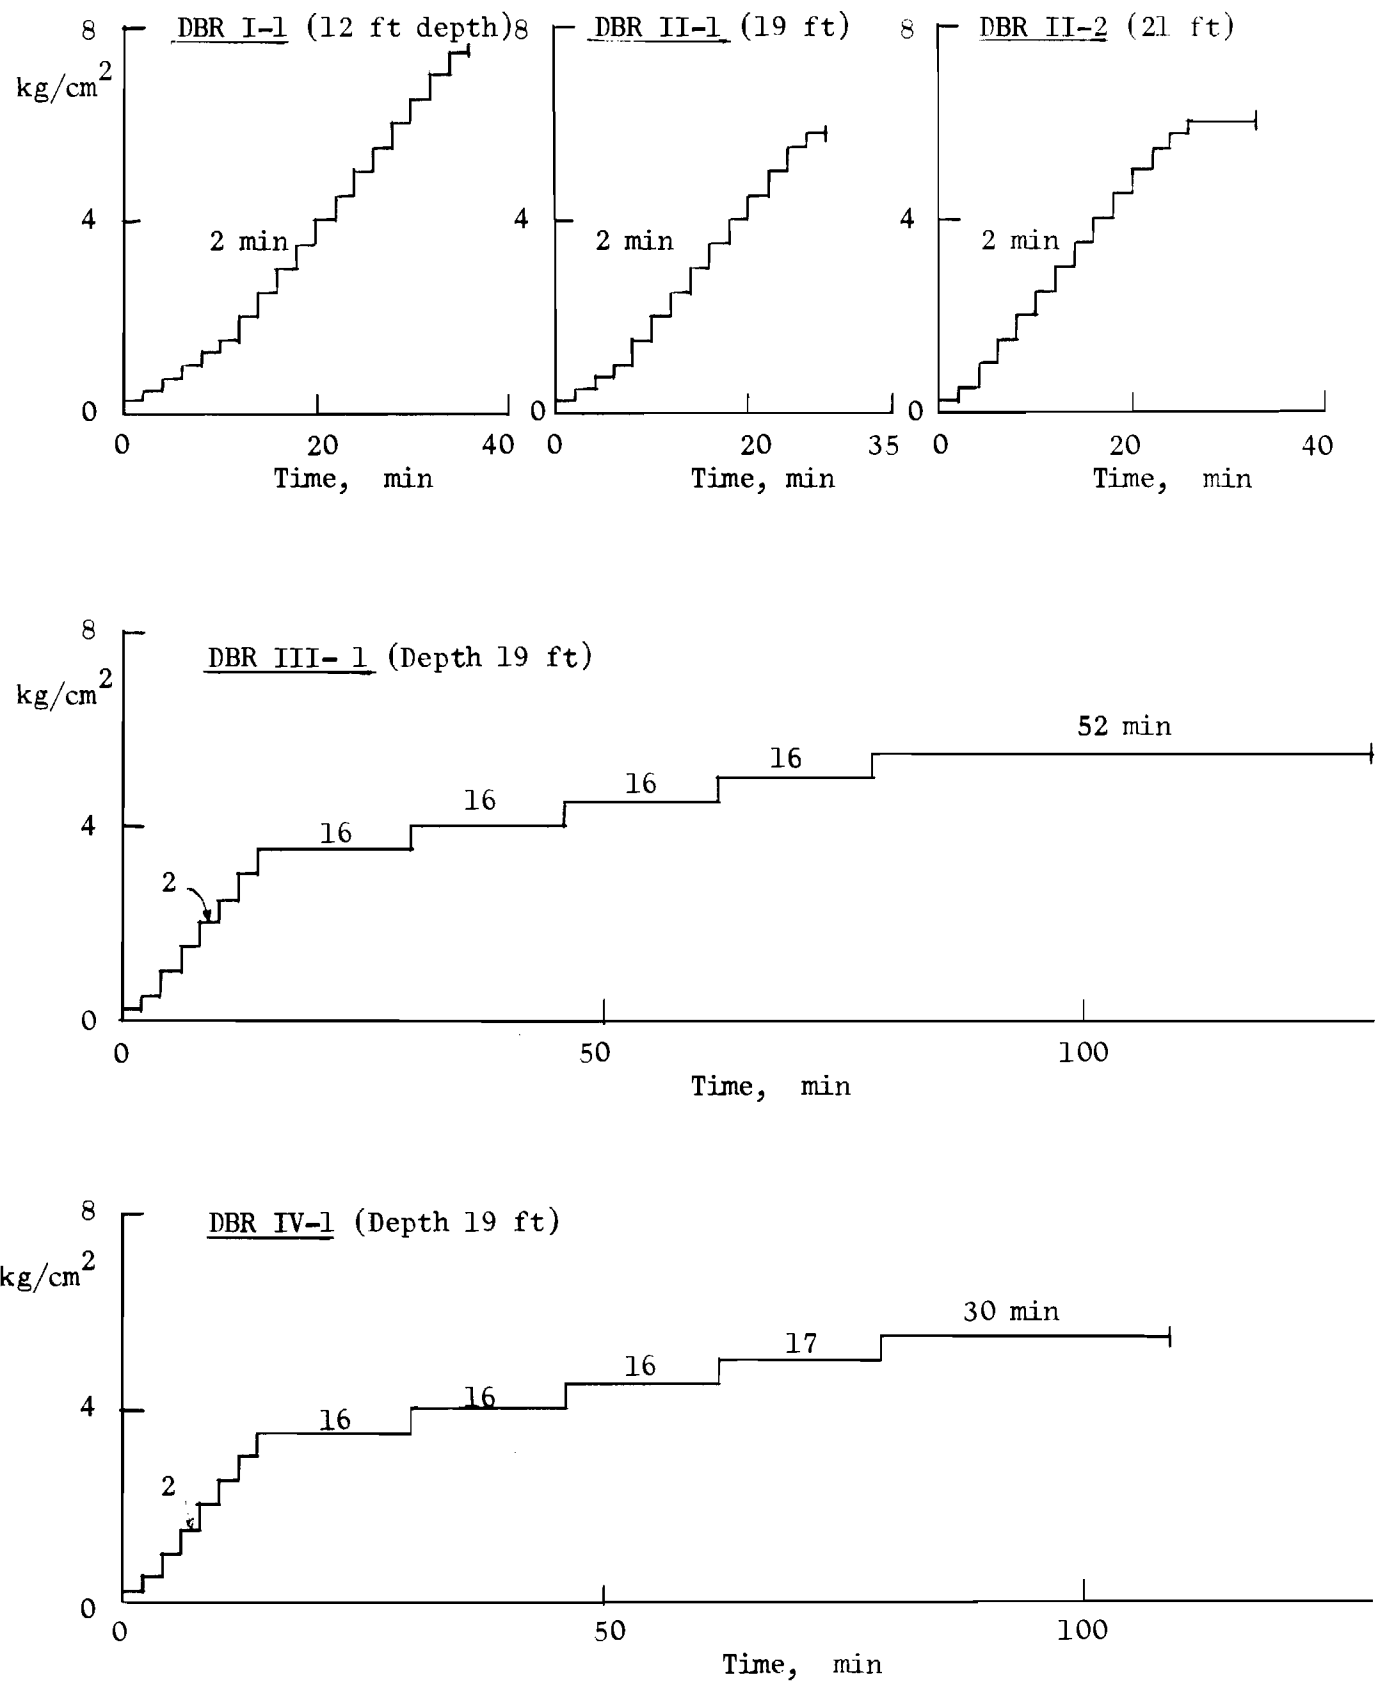 8 DBR I-1 (12 ft depth) 8 DBR II-1 (19 ft) 8 DBR II-2 (21 ft)
kg/cm2
4 4 4
2 min 2 min 2 min
0 0 0
0 20 40 0 20 35 0 20 40
Time, min Time, min Time, min
8
DBR III- 1 (Depth 19 ft)
kg/cm2
52 min
16
16
16
4
16
2
0
0 50 100
Time, min
8
DBR IV-1 (Depth 19 ft)
kg/cm2
30 min
17
16
16
4
16
2
0
0 50 100
Time, min